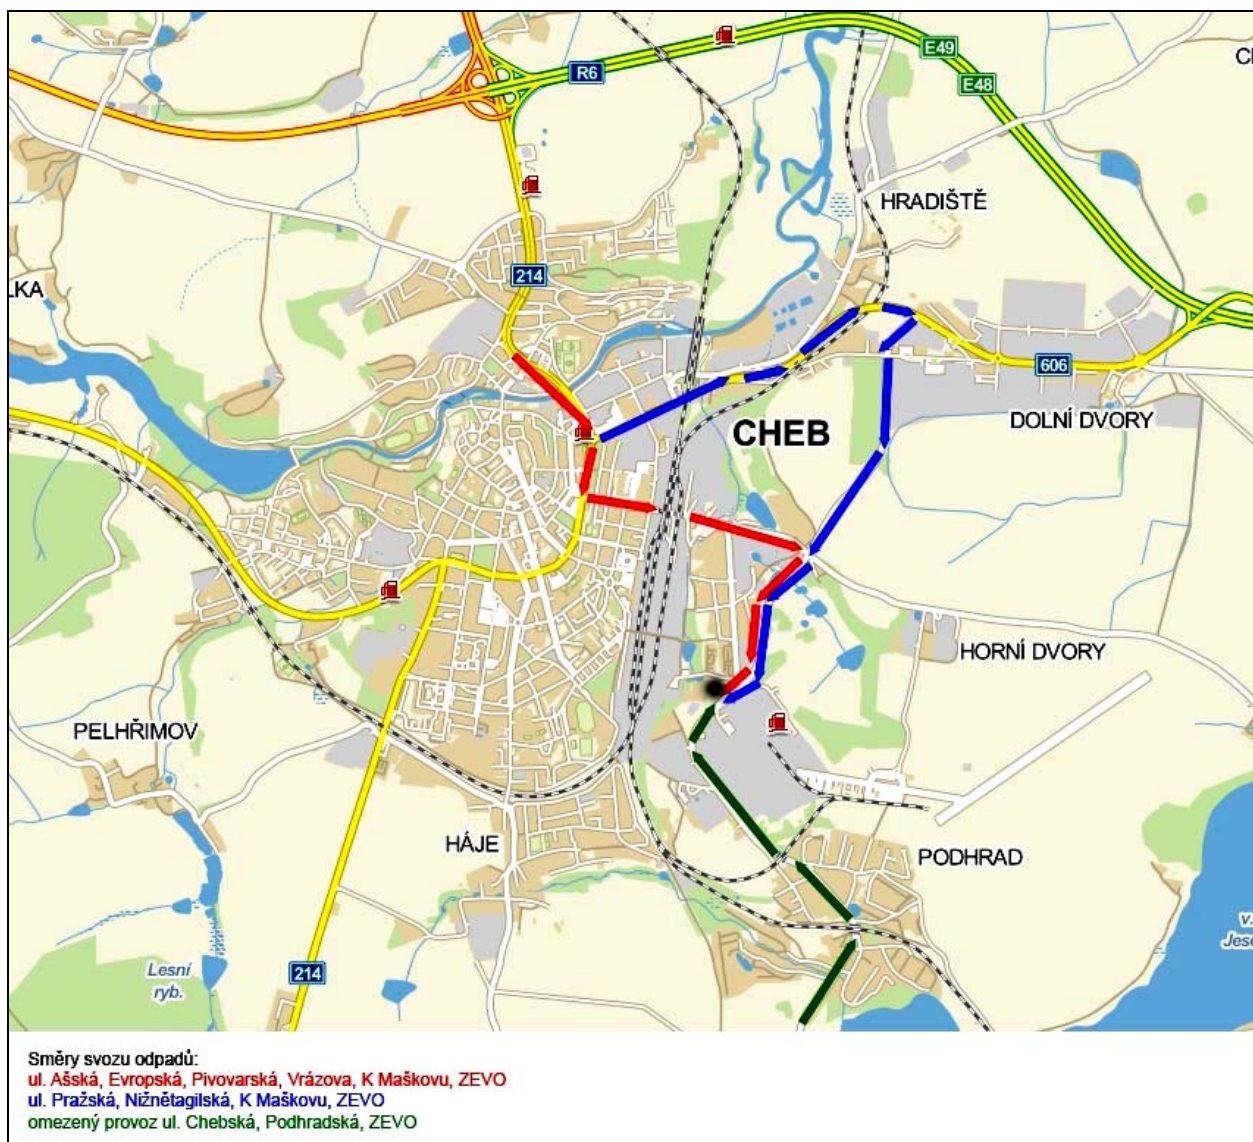 E49
R6
E48
HRADIŠTĚ
214
LKA
606
DOLNÍ DVORY
CHEB
HORNÍ DVORY
PELHŘIMOV
HÁJE
PODHRAD
v.
Lesní
ryb.
214
Směry svozu odpadů:
ul. Ašská, Evropská, Pivovarská, Vrázova, K Maškovu, ZEVO
ul. Pražská, Nižnětagilská, K Maškovu, ZEVO
omezený provoz ul. Chebská, Podhradská, ZEVO